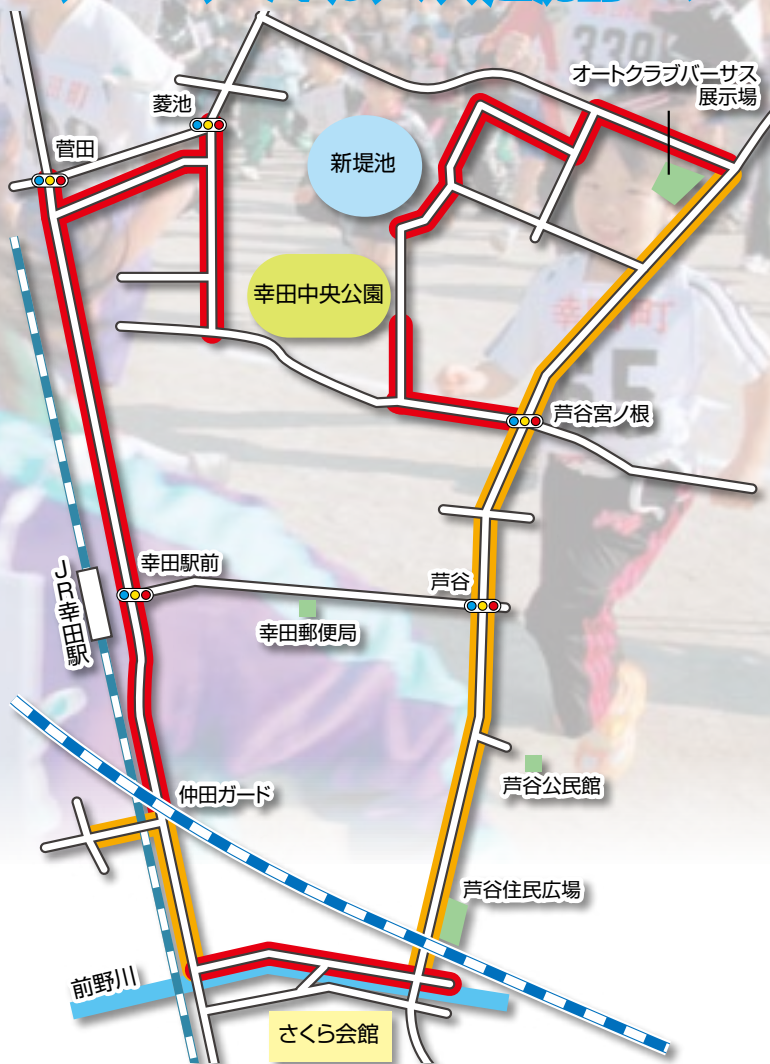 オートクラブバーサス
展示場
菱池
菅田
新堤池
幸田中央公園
幸町
65
芦谷宮ノ根
幸田駅前
芦谷
JR幸田駅
幸田郵便局
仲田ガード
芦谷公民館
芦谷住民広場
前野川
さくら会館